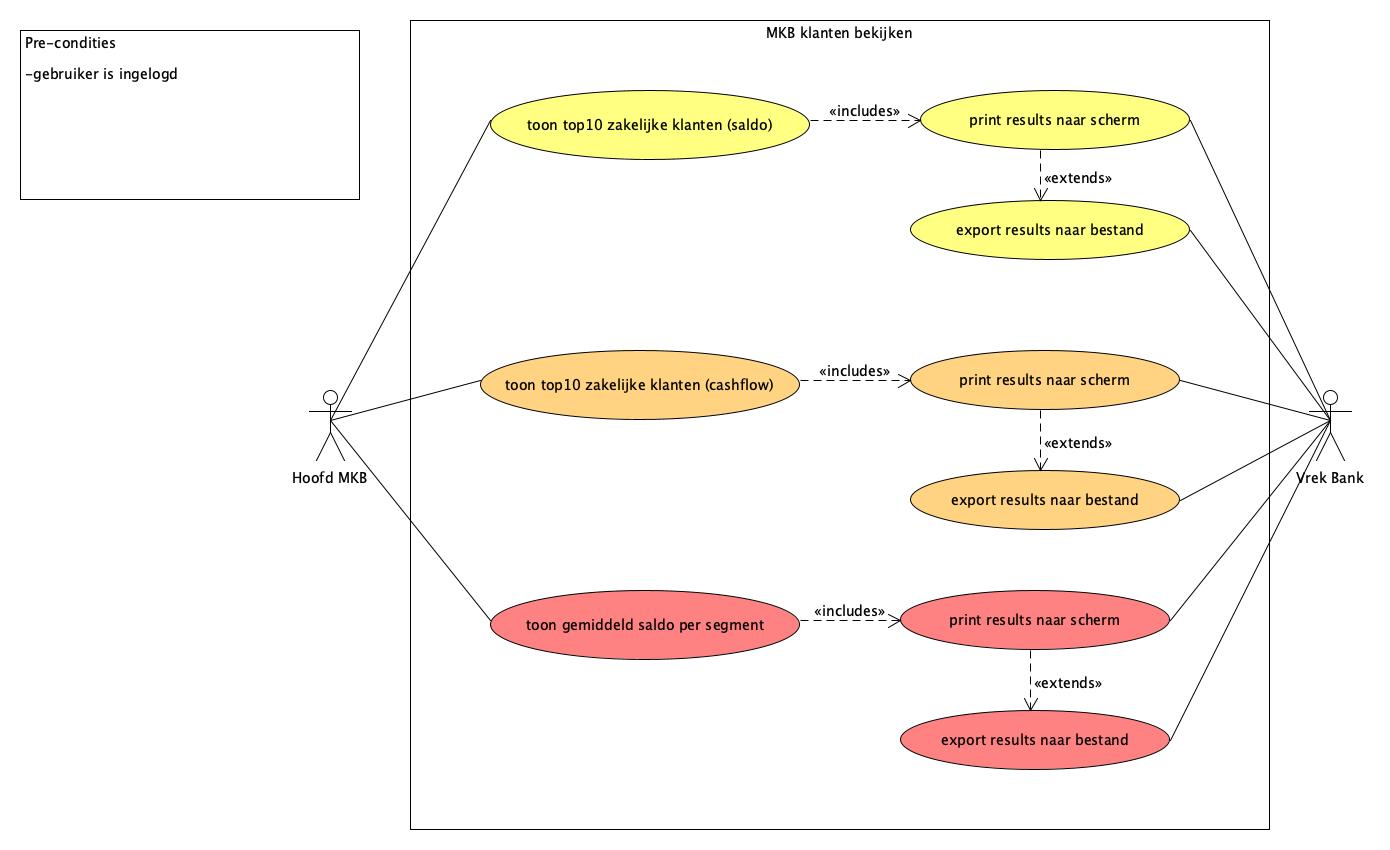 Pre-condities
-gebruiker is ingelogd
MKB klanten bekijken
toon top10 zakelijke klanten (saldo)
«includes»
print results naar scherm
«extends»
export results naar bestand
toon top10 zakelijke klanten (cashflow)
«includes»
print results naar scherm
«extends»
export results naar bestand
Hoofd MKB
Vrek Bank
toon gemiddeld saldo per segment
«includes»
print results naar scherm
«extends»
export results naar bestand